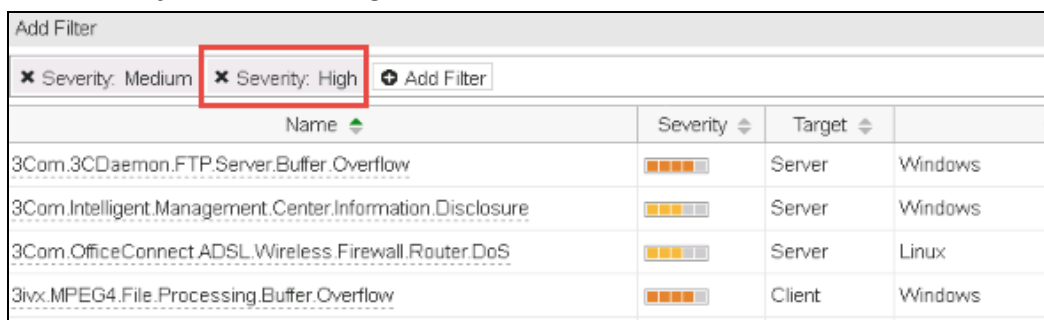 Add Filter
✖ Severity: Medium ✖ Severity: High Add Filter
Name Severity Target
3Com.3CDaemon.FTP.Server.Buffer.Overflow Server Windows
3Com.Intelligent.Management.Center.Information.Disclosure Server Windows
3Com.OfficeConnect.ADSL.Wireless.Firewall.Router.DoS Server Linux
3ivx.MPEG4.File.Processing.Buffer.Overflow Client Windows